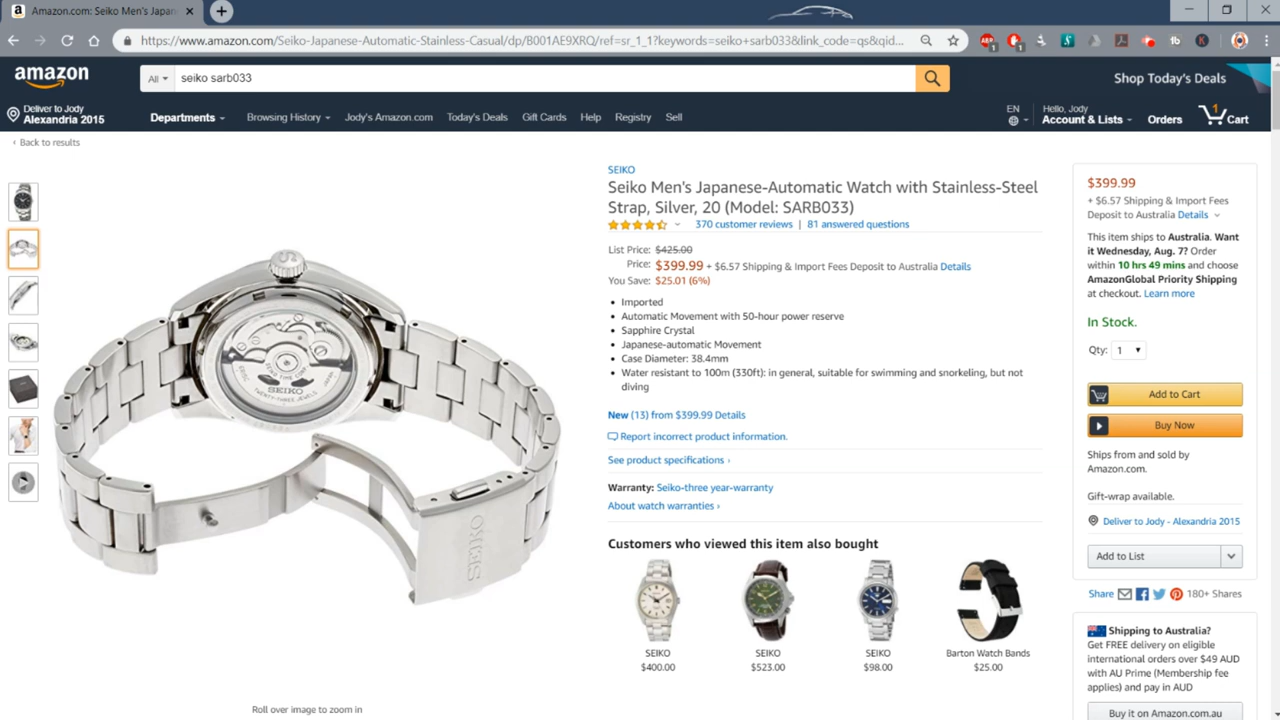 Amazon.com: Seiko Men's Japan
https://www.amazon.com/Seiko-Japanese-Automatic-Stainless-Casual/dp/B001AE9XRQ/ref=sr_1_1?keywords=seiko+sarb033&link_code=qs&qid...
amazon
All
seiko sarb033
Shop Today's Deals
Deliver to Jody
Alexandria 2015
Departments
Browsing History
Jody's Amazon.com
Today's Deals
Gift Cards
Help
Registry
Sell
EN
Hello, Jody
Account & Lists
Orders
1
Cart
‹ Back to results
SEIKO
Seiko Men's Japanese-Automatic Watch with Stainless-Steel
Strap, Silver, 20 (Model: SARB033)
370 customer reviews | 81 answered questions
List Price: $425.00
Price: $399.99 + $6.57 Shipping & Import Fees Deposit to Australia Details
You Save: $25.01 (6%)
• Imported
• Automatic Movement with 50-hour power reserve
• Sapphire Crystal
• Japanese-automatic Movement
• Case Diameter: 38.4mm
• Water resistant to 100m (330ft): in general, suitable for swimming and snorkeling, but not
diving
New (13) from $399.99 Details
Report incorrect product information.
See product specifications ›
Warranty: Seiko-three year-warranty
About watch warranties ›
Customers who viewed this item also bought
SEIKO
$400.00
SEIKO
$523.00
SEIKO
$98.00
Barton Watch Bands
$25.00
SEIKO
TWENTY-THREE JEWELS
SEIKO
Roll over image to zoom in
$399.99
+ $6.57 Shipping & Import Fees
Deposit to Australia Details
This item ships to Australia. Want
it Wednesday, Aug. 7? Order
within 10 hrs 49 mins and choose
AmazonGlobal Priority Shipping
at checkout. Learn more
In Stock.
Qty: 1
Add to Cart
Buy Now
Ships from and sold by
Amazon.com.
Gift-wrap available.
Deliver to Jody - Alexandria 2015
Add to List
Share
180+ Shares
Shipping to Australia?
Get FREE delivery on eligible
international orders over $49 AUD
with AU Prime (Membership fee
applies) and pay in AUD
Buy it on Amazon.com.au